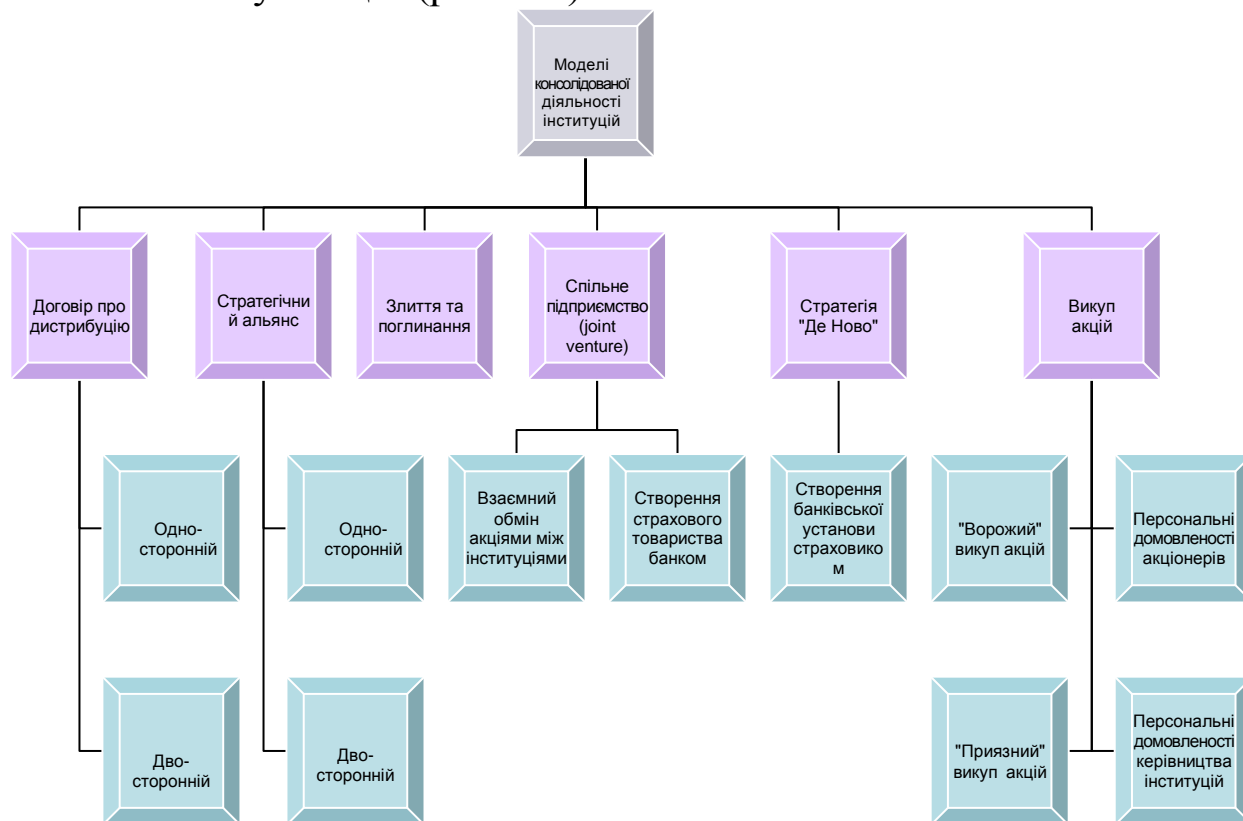 Моделі
консолідованої
діяльності
інституцій
Договір про
дистрибуцію
Стратегічни
й альянс
Злиття та
поглинання
Спільне
підприємство
(joint
venture)
Стратегія
"Де Ново"
Викуп
акцій
Одно-
сторонній
Одно-
сторонній
Взаємний
обмін
акціями між
інституціями
Створення
страхового
товариства
банком
Створення
банківської
установи
страховико
м
"Ворожий"
викуп акцій
Персональні
домовленості
акціонерів
Дво-
сторонній
Дво-
сторонній
"Приязний"
викуп акцій
Персональні
домовленості
керівництва
інституцій